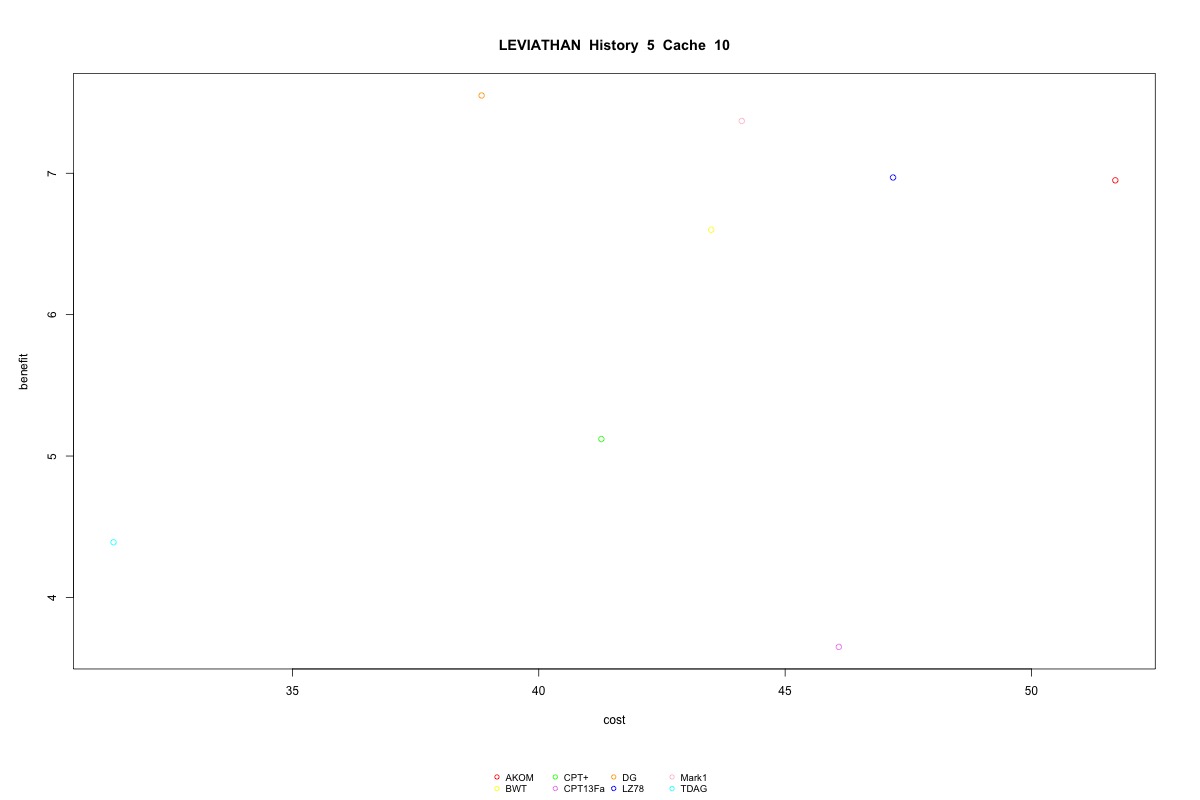 LEVIATHAN History 5 Cache 10
7
6
5
4
benefit
35 40 45 50
cost
AKOM CPT+ DG Mark1
BWT CPT13Fa LZ78 TDAG